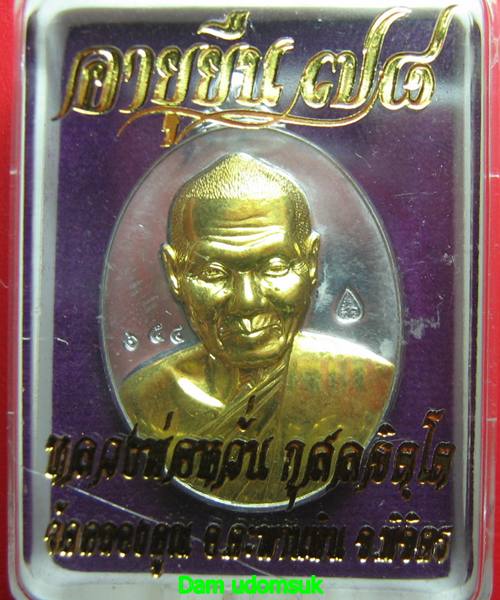 อายุยืน ๗๘
๖๕๔
หลวงพ่อหวั่น กุสลจิตฺโต
วัดคลองคูณ อ.ตะพานหิน จ.พิจิตร
Dam udomsuk